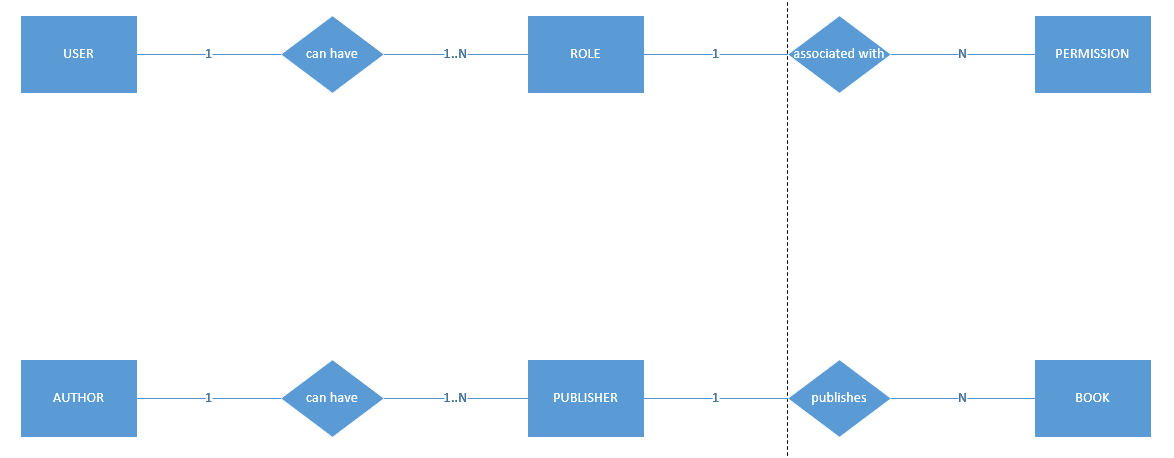 USER 1 can have 1..N ROLE 1 associated with N PERMISSION
AUTHOR 1 can have 1..N PUBLISHER 1 publishes N BOOK